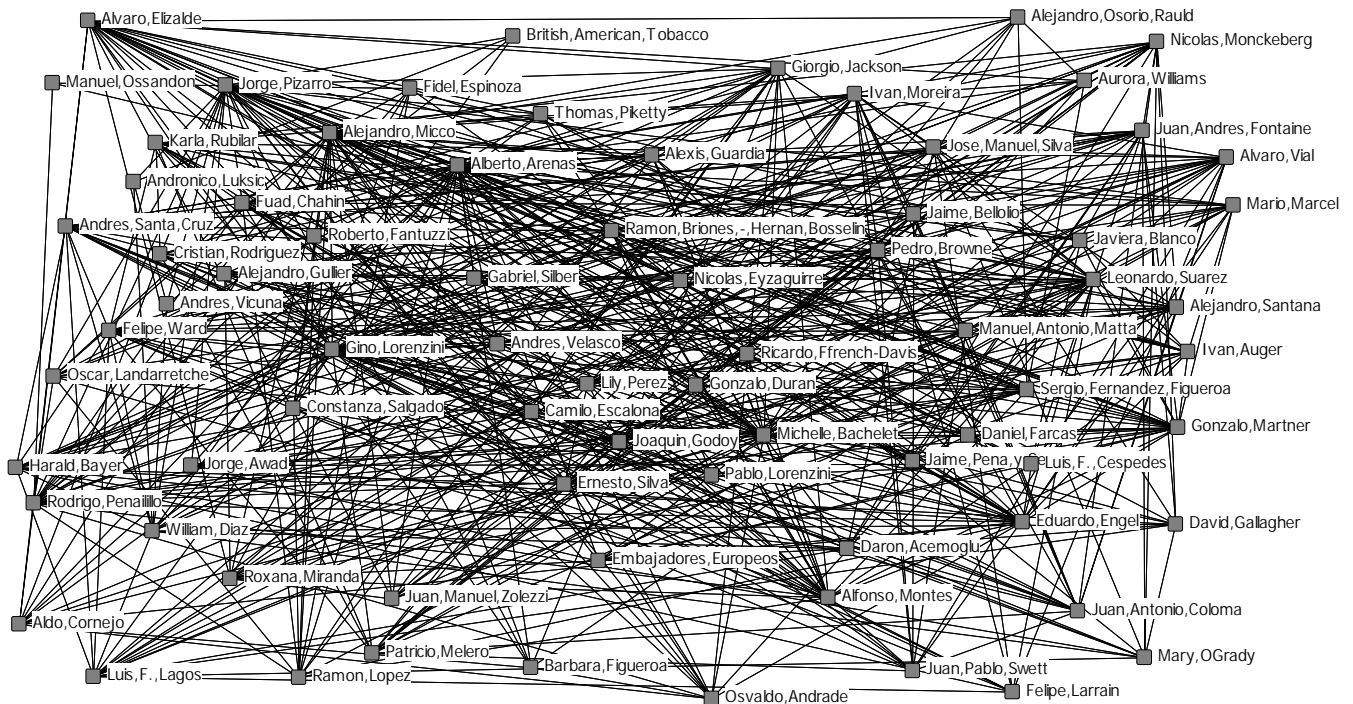 Alvaro,Elizalde
Alejandro,Osorio,Rauld
British,American,Tobacco
Nicolas,Monckeberg
Giorgio,Jackson
Manuel,Ossandon
Jorge,Pizarro
Fidel,Espinoza
Ivan,Moreira
Aurora,Williams
Thomas,Piketty
Karla,Rubilar
Alejandro,Micco
Juan,Andres,Fontaine
Alberto,Arenas
Alexis,Guardia
Jose,Manuel,Silva
Alvaro,Vial
Andronico,Luksic
Fuad,Chahin
Mario,Marcel
Jaime,Bellolio
Andres,Santa,Cruz
Roberto,Fantuzzi
Ramon,Briones,-,Hernan,Bosselin
Javiera,Blanco
Cristian,Rodriguez
Pedro,Browne
Alejandro,Gullier
Gabriel,Silber
Nicolas,Eyzaguirre
Leonardo,Suarez
Andres,Vicuna
Alejandro,Santana
Felipe,Ward
Manuel,Antonio,Matta
Gino,Lorenzini
Andres,Velasco
Ricardo,Ffrench-Davis
Ivan,Auger
Oscar,Landarretche
Lily,Perez
Gonzalo,Duran
Sergio,Fernandez,Figueroa
Constanza,Salgado
Camilo,Escalona
Gonzalo,Martner
Joaquin,Godoy
Michelle,Bachelet
Daniel,Farcas
Harald,Bayer
Jorge,Awad
Pablo,Lorenzini
Jaime,Pena,y
Luis,F.,Cespedes
Ernesto,Silva
Rodrigo,Penailillo
William,Diaz
Eduardo,Engel
David,Gallagher
Embajadores,Europeos
Daron,Acemoglu
Roxana,Miranda
Juan,Manuel,Zolezzi
Alfonso,Montes
Juan,Antonio,Coloma
Aldo,Cornejo
Patricio,Melero
Barbara,Figueroa
Mary,OGrady
Luis,F.,Lagos
Ramon,Lopez
Juan,Pablo,Swett
Felipe,Larrain
Osvaldo,Andrade